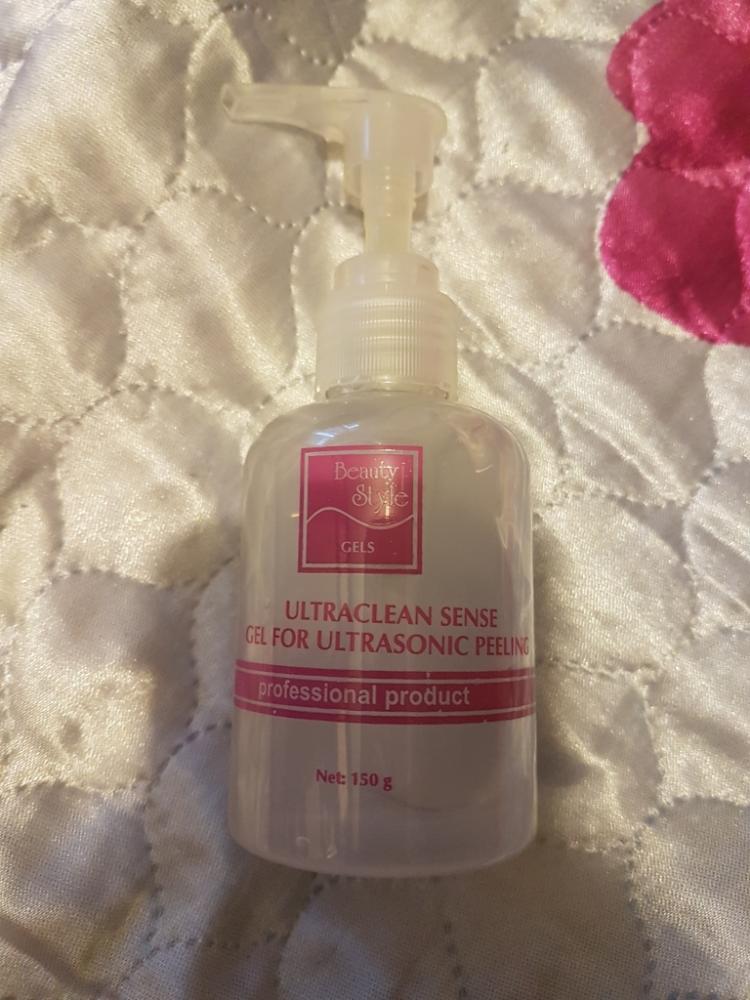 Beauty
Style
GELS
ULTRACLEAN SENSE
GEL FOR ULTRASONIC PEELING
professional product
Net: 150 g